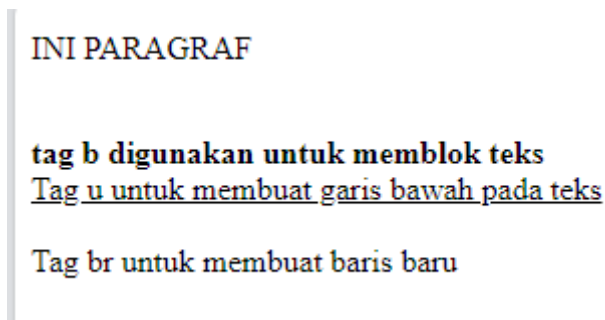 INI PARAGRAF
tag b digunakan untuk memblok teks
Tag u untuk membuat garis bawah pada teks
Tag br untuk membuat baris baru